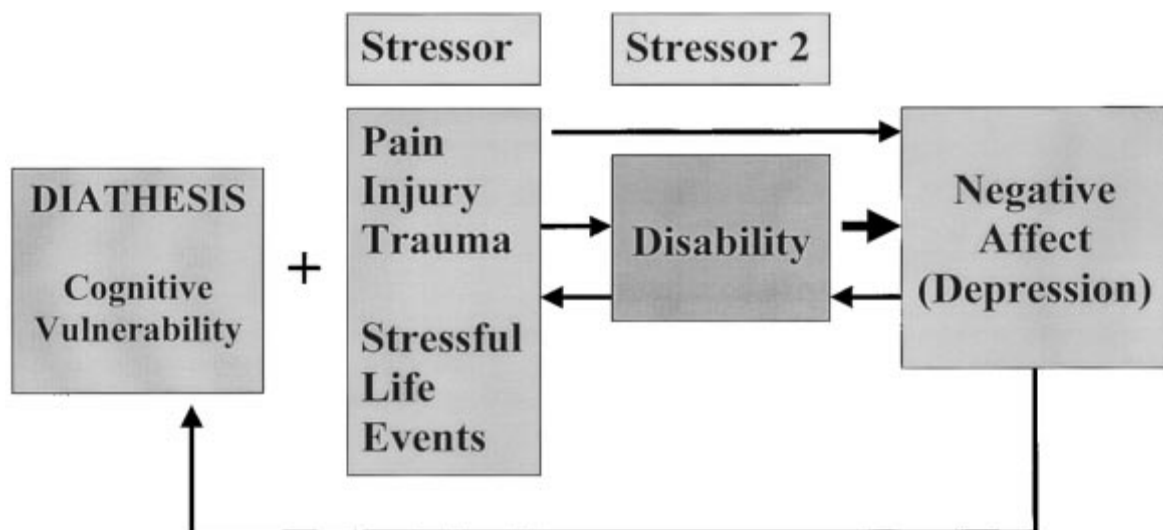 Stressor
Stressor 2
DIATHESIS
Cognitive
Vulnerability
+
Pain
Injury
Trauma
Stressful
Life
Events
Disability
Negative
Affect
(Depression)